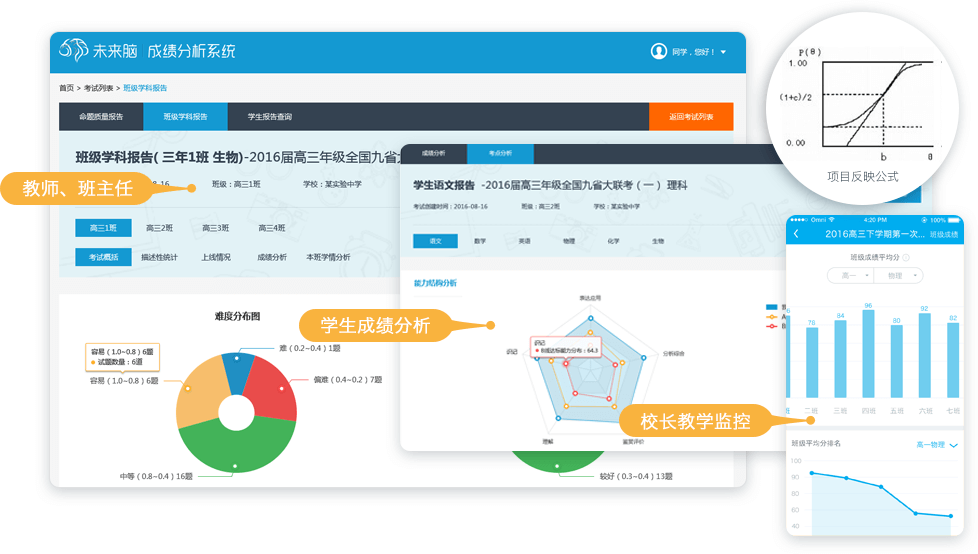 未来脑 成绩分析系统
同学，您好！
首页 > 考试列表 > 班级学科报告
命题质量报告 班级学科报告 学生报告查询 返回考试列表
班级学科报告( 三年1班 生物)-2016届高三年级全国九省
8-16 班级：高三1班 学校：某实验中学
教师、班主任
高三1班 高三2班 高三3班 高三4班
考试概括 描述性统计 上线情况 成绩分析 本班学情分析
难度分布图
容易（1.0~0.8）6题
试题数量：6道
容易（1.0~0.8）6题
难（0.2~0.4）1题
偏难（0.4~0.2）7题
中等（0.8~0.4）16题
较好（0.3~0.4）13题
成绩分析 考点分析
学生语文报告 -2016届高三年级全国九省大联考（一） 理科
考试创建时间：2016-08-16 班级：高三2班 学校：某实验中学
语文 数学 英语 物理 化学 生物
能力结构分析
学生成绩分析
表达应用
识记
分析综合
识记
64.3
理解
鉴赏评价
校长教学监控
P(θ)
1.00
(1+c)/2
0.00
b θ
项目反映公式
Omni 4:20 PM 100%
2016高三下学期第一次... 班级成绩
班级成绩平均分
高一 物理
78 84 96 80 92 82
二班 三班 四班 五班 六班 七班
班级平均分排名 高一物理
100
90
80
60
40